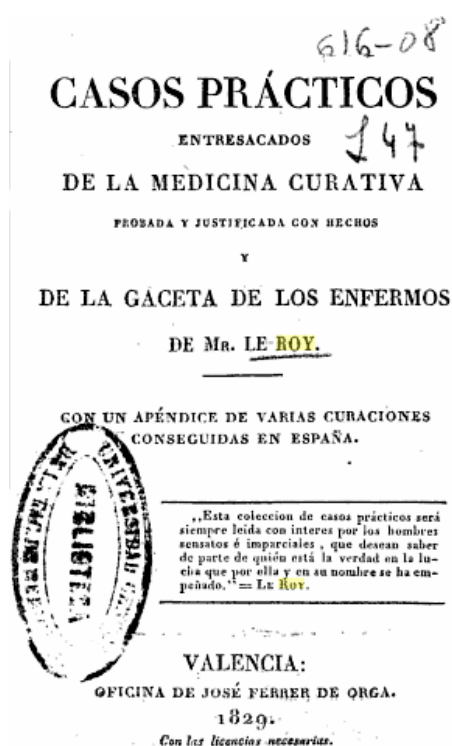 616-08
L47
CASOS PRÁCTICOS
ENTRESACADOS
DE LA MEDICINA CURATIVA
PROBADA Y JUSTIFICADA CON HECHOS
Y
DE LA GACETA DE LOS ENFERMOS
DE MR. LE ROY.
CON UN APÉNDICE DE VARIAS CURACIONES
CONSEGUIDAS EN ESPAÑA.
UNIVERSIDAD
BIBLIOTECA
,,Esta coleccion de casos prácticos será
siempre leida con interes por los hombres
sensatos é imparciales , que desean saber
de parte de quién está la verdad en la lu-
cha que por ella y en su nombre se ha em-
peñado.''= LE ROY.
VALENCIA:
OFICINA DE JOSÉ FERRER DE ORGA.
1829.
Con las licencias necesarias.